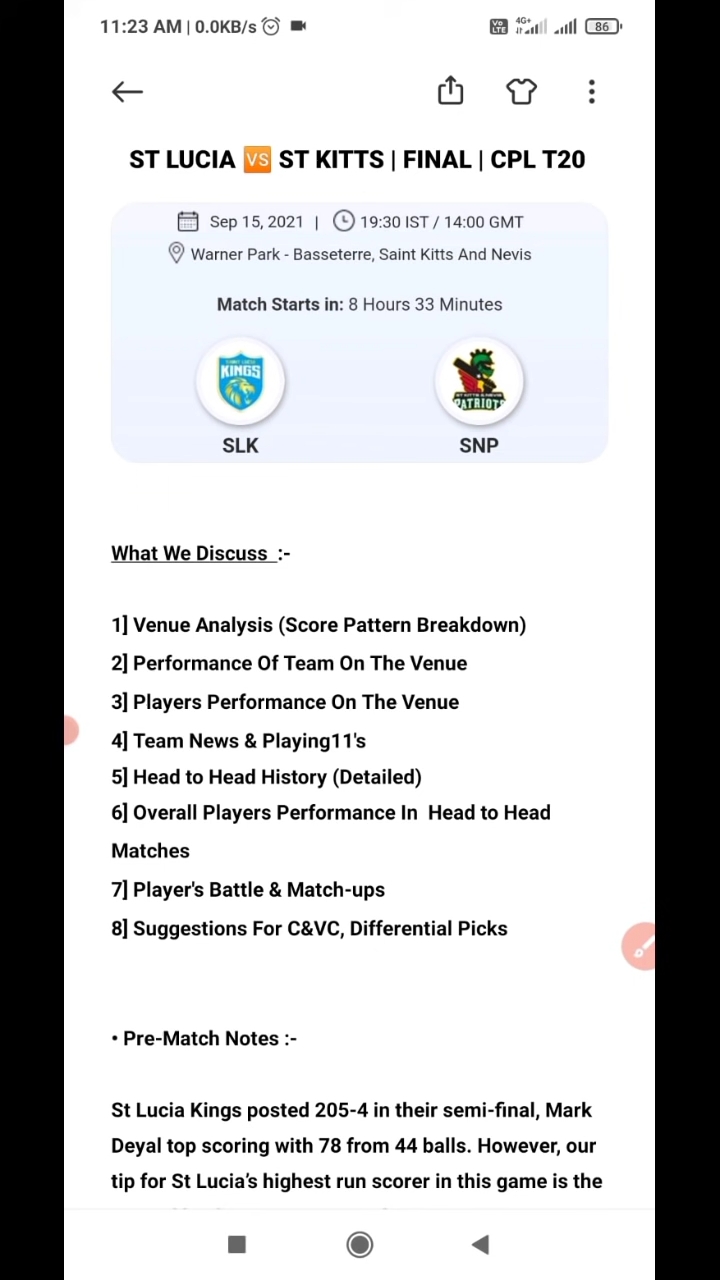 11:23 AM | 0.0KB/s
Vo LTE 4G+ 86
ST LUCIA 🆚 ST KITTS | FINAL | CPL T20
Sep 15, 2021 | 19:30 IST / 14:00 GMT
Warner Park - Basseterre, Saint Kitts And Nevis
Match Starts in: 8 Hours 33 Minutes
KINGS
PATRIOTS
SLK
SNP
What We Discuss :-
1] Venue Analysis (Score Pattern Breakdown)
2] Performance Of Team On The Venue
3] Players Performance On The Venue
4] Team News & Playing11's
5] Head to Head History (Detailed)
6] Overall Players Performance In Head to Head
Matches
7] Player's Battle & Match-ups
8] Suggestions For C&VC, Differential Picks
• Pre-Match Notes :-
St Lucia Kings posted 205-4 in their semi-final, Mark
Deyal top scoring with 78 from 44 balls. However, our
tip for St Lucia’s highest run scorer in this game is the